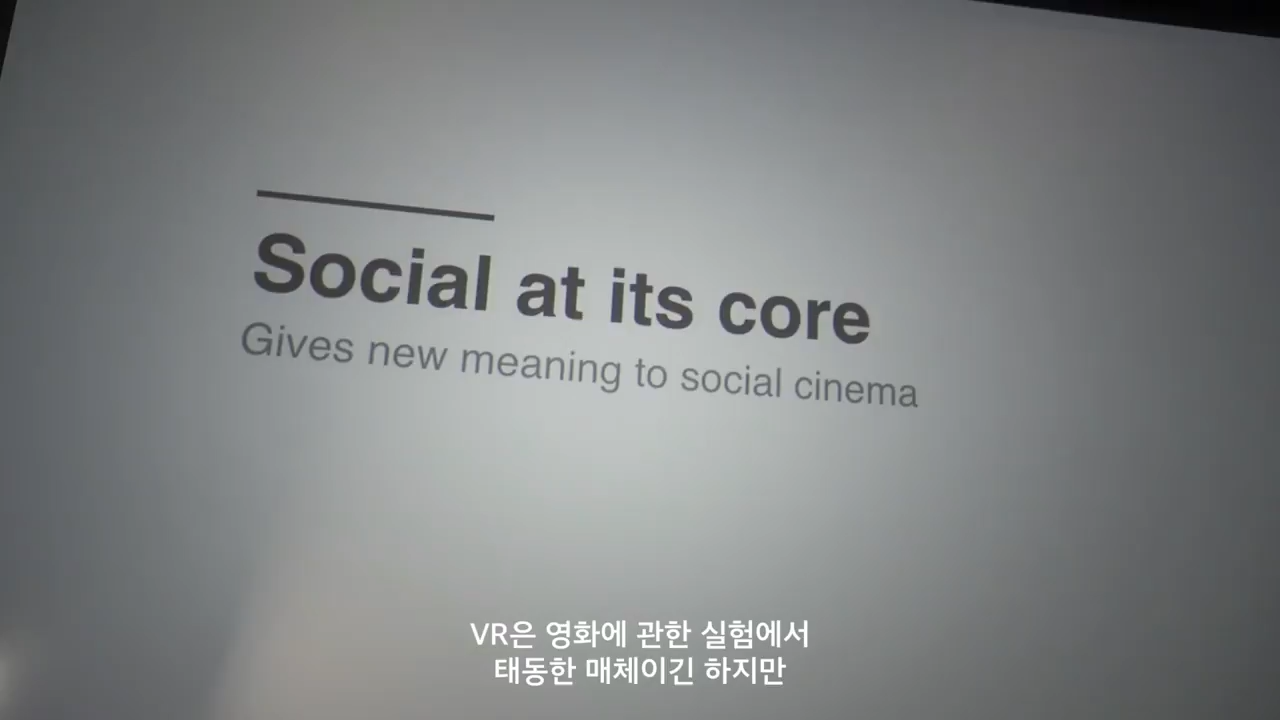 Social at its core
Gives new meaning to social cinema
VR은 영화에 관한 실험에서
태동한 매체이긴 하지만